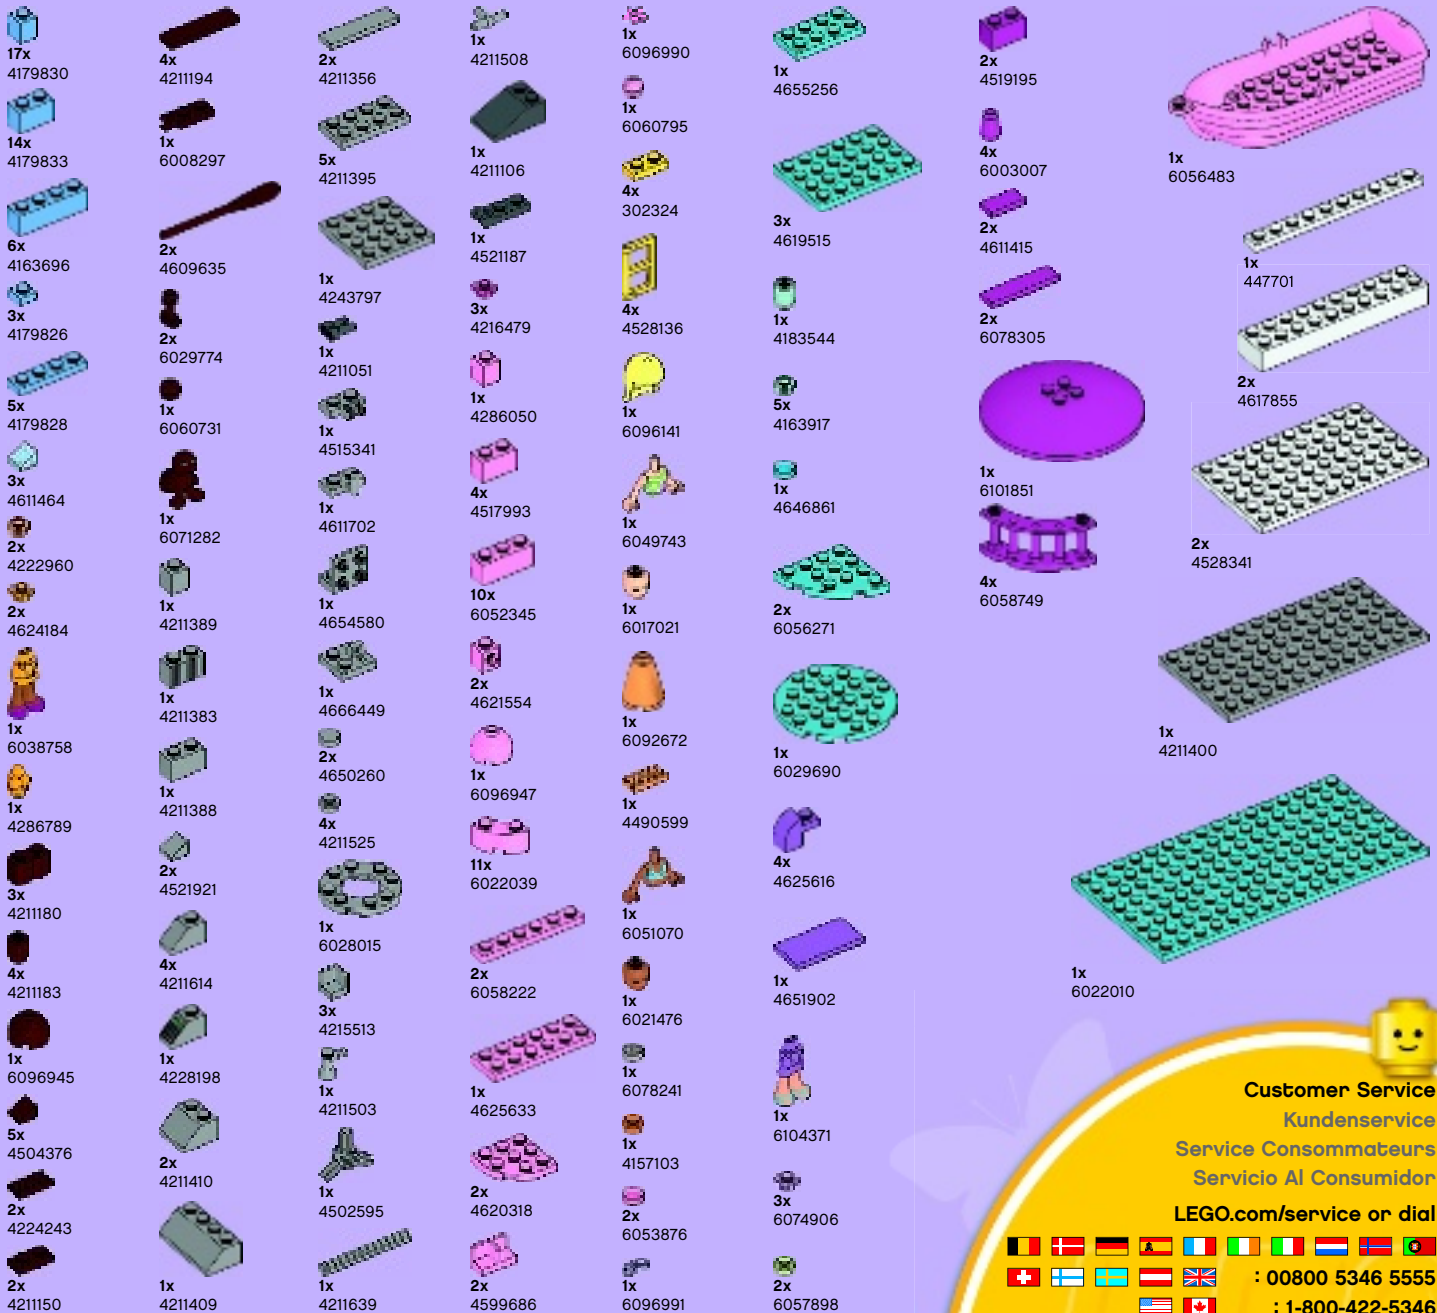 17x
4179830
14x
4179833
6x
4163696
3x
4179826
5x
4179828
3x
4611464
2x
4222960
2x
4624184
1x
6038758
1x
4286789
3x
4211180
4x
4211183
1x
6096945
5x
4504376
2x
4224243
2x
4211150
4x
4211194
1x
6008297
2x
4609635
2x
6029774
1x
6060731
1x
6071282
1x
4211389
1x
4211383
1x
4211388
2x
4521921
4x
4211614
1x
4228198
2x
4211410
1x
4211409
2x
4211356
5x
4211395
1x
4243797
1x
4211051
1x
4515341
1x
4611702
1x
4654580
1x
4666449
2x
4650260
4x
4211525
1x
6028015
3x
4215513
1x
4211503
1x
4502595
1x
4211639
1x
4211508
1x
4211106
1x
4521187
3x
4216479
1x
4286050
4x
4517993
10x
6052345
2x
4621554
1x
6096947
11x
6022039
2x
6058222
1x
4625633
2x
4620318
2x
4599686
1x
6096990
1x
6060795
4x
302324
4x
4528136
1x
6096141
1x
6049743
1x
6017021
1x
6092672
1x
4490599
1x
6051070
1x
6021476
1x
6078241
1x
4157103
2x
6053876
1x
6096991
1x
4655256
3x
4619515
1x
4183544
5x
4163917
1x
4646861
2x
6056271
1x
6029690
4x
4625616
1x
4651902
1x
6104371
3x
6074906
2x
6057898
2x
4519195
4x
6003007
2x
4611415
2x
6078305
1x
6101851
4x
6058749
1x
6056483
1x
447701
2x
4617855
2x
4528341
1x
4211400
1x
6022010
Customer Service
Kundenservice
Service Consommateurs
Servicio Al Consumidor
LEGO.com/service or dial
: 00800 5346 5555
: 1-800-422-5346